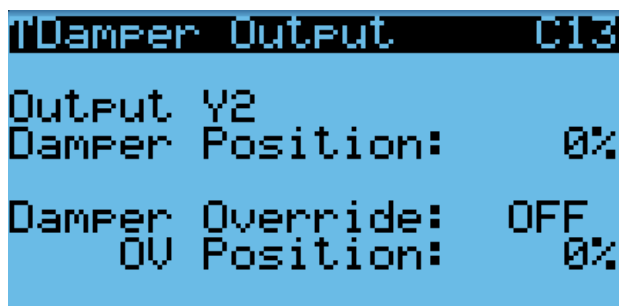 ↑Damper Output C13
Output Y2
Damper Position: 0%
Damper Override: OFF
OV Position: 0%